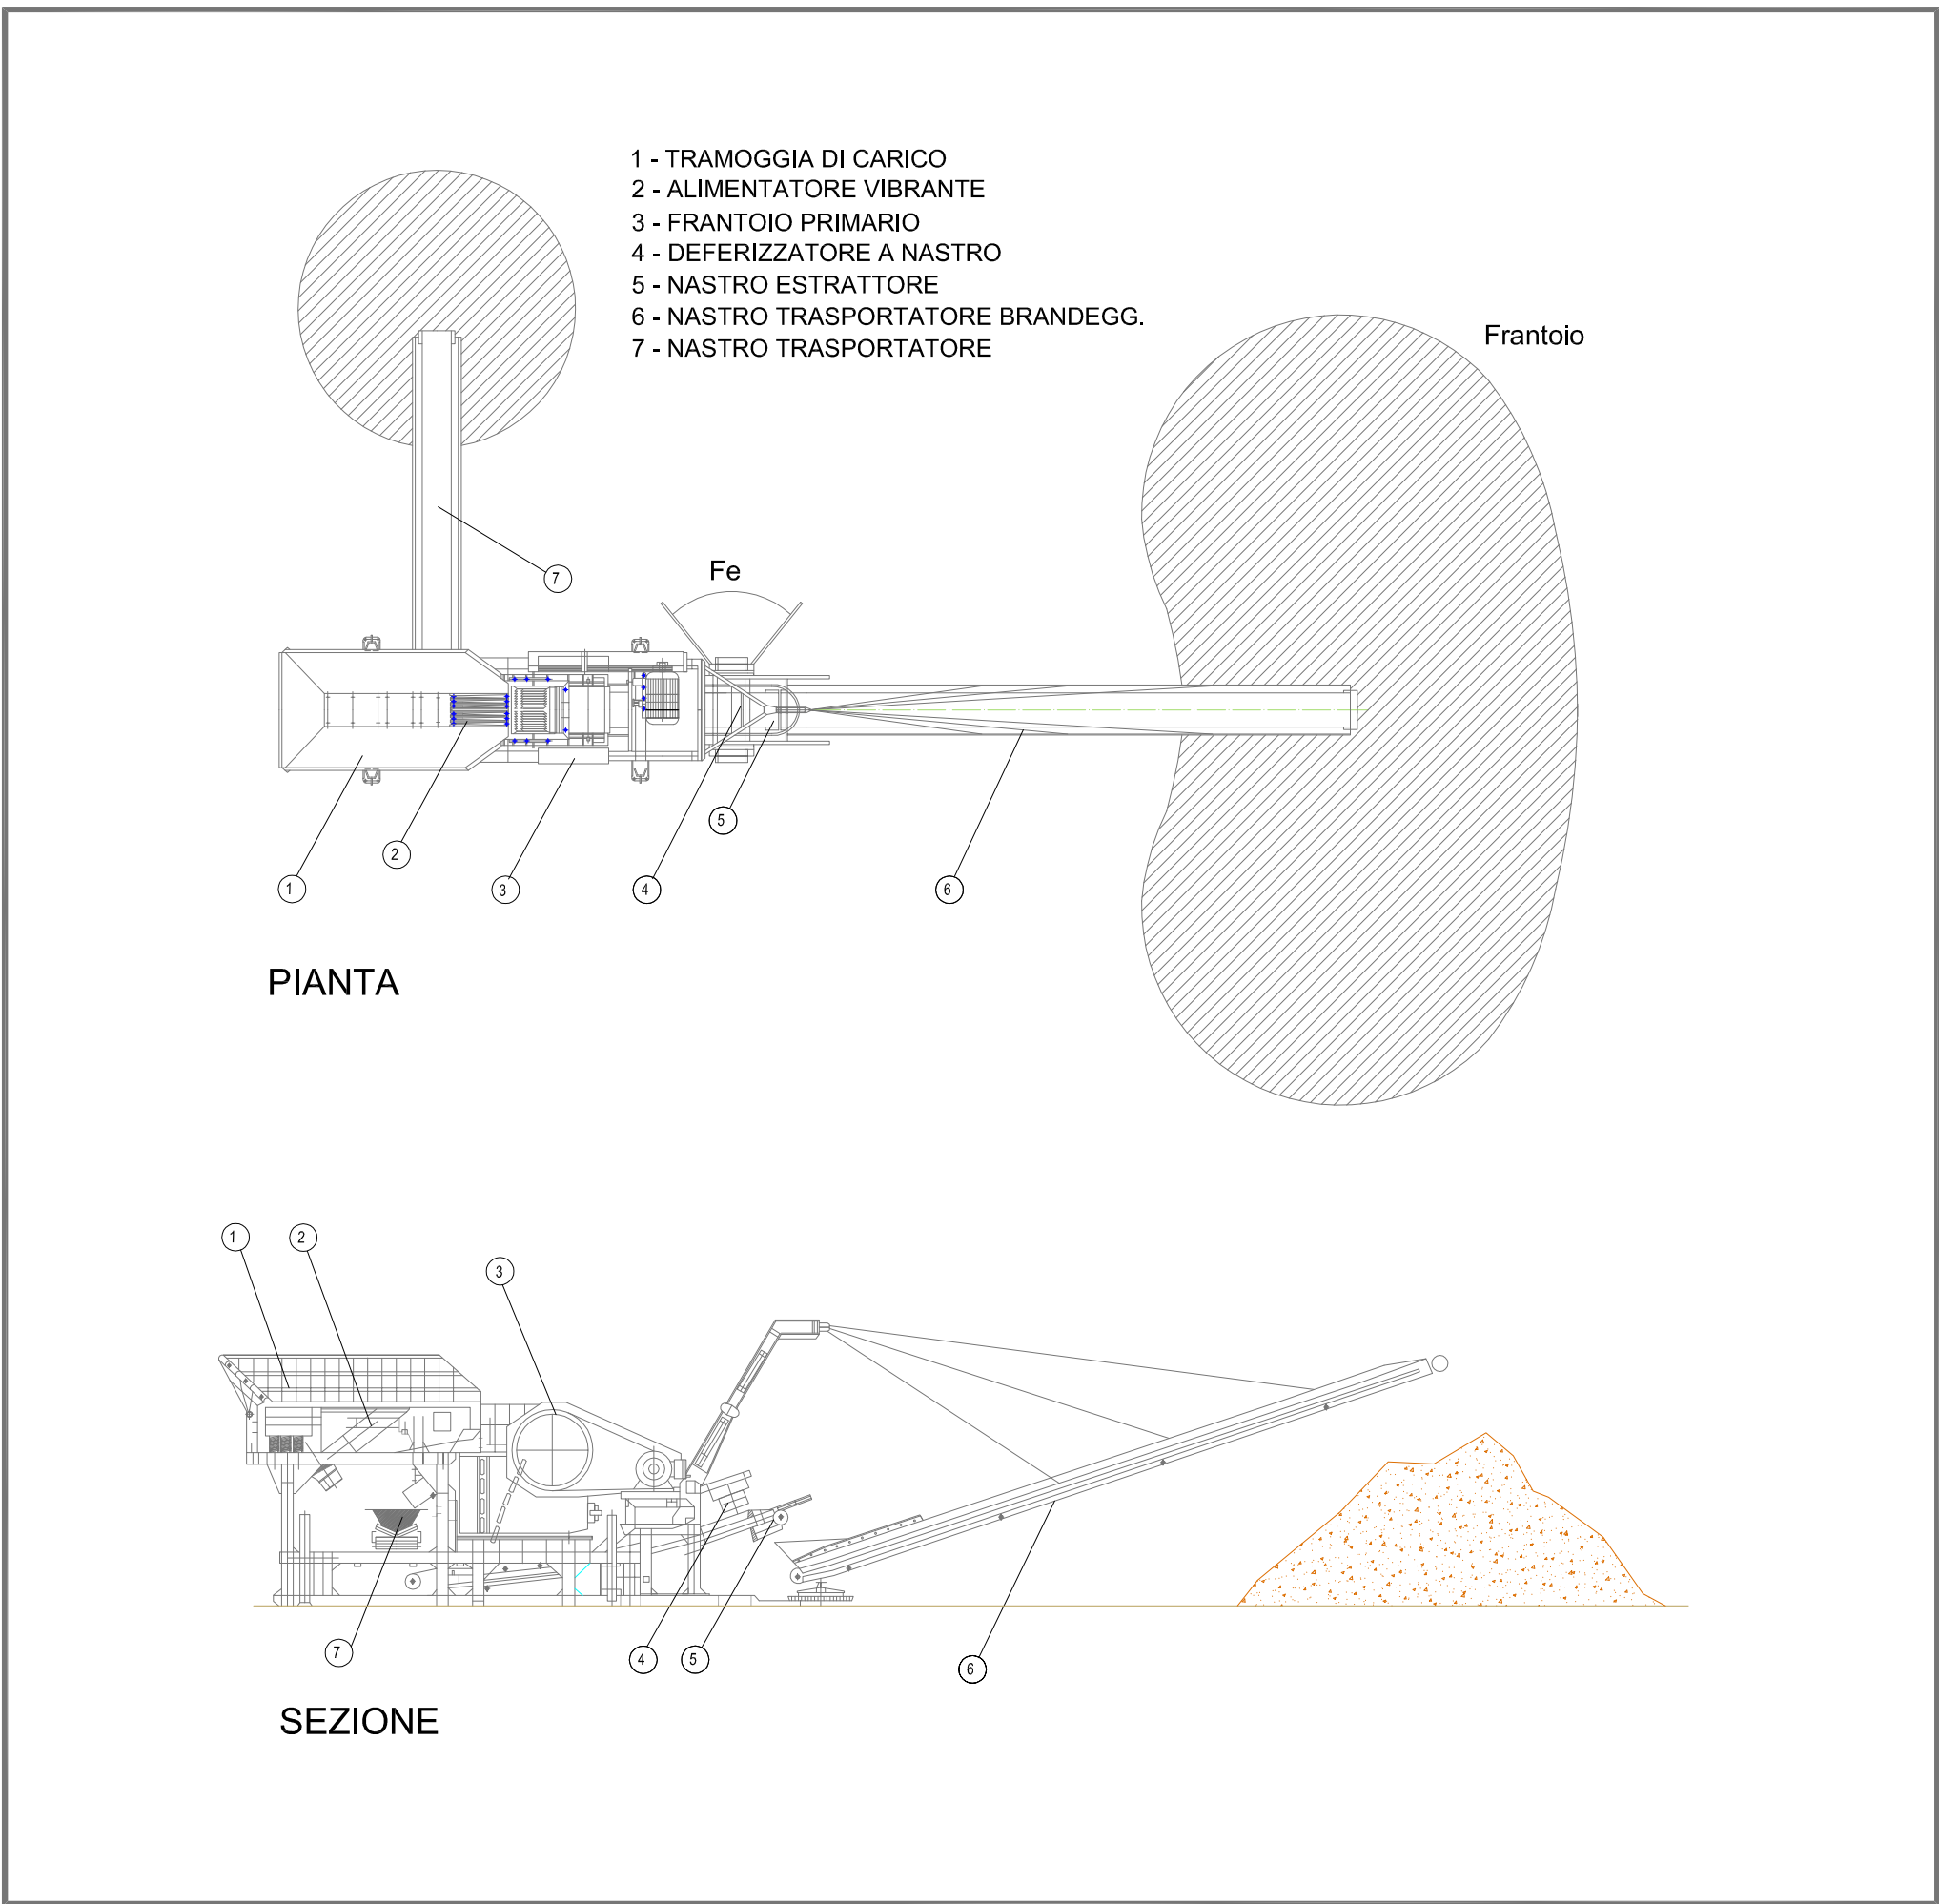 1 - TRAMOGGIA DI CARICO
2 - ALIMENTATORE VIBRANTE
3 - FRANTOIO PRIMARIO
4 - DEFERIZZATORE A NASTRO
5 - NASTRO ESTRATTORE
6 - NASTRO TRASPORTATORE BRANDEGG.
7 - NASTRO TRASPORTATORE
Frantoio
Fe
7
5
2
1
3
4
6
PIANTA
1
2
3
7
4
5
6
SEZIONE